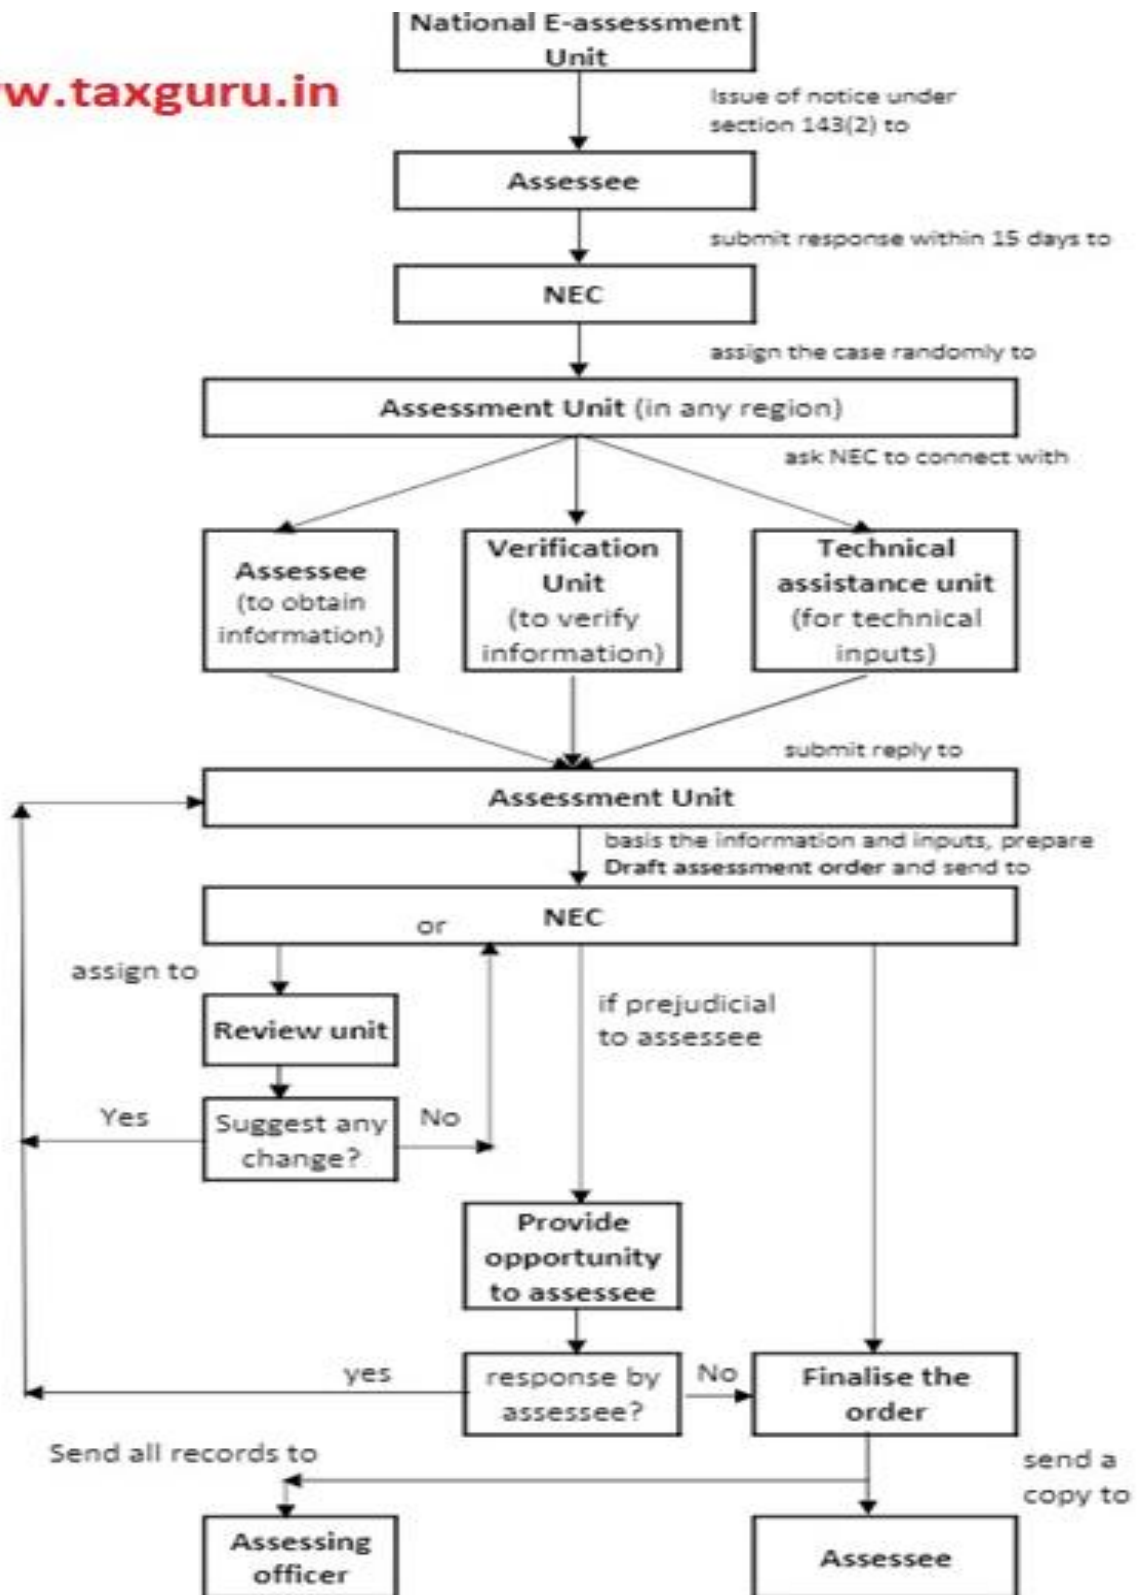 National E-assessment
Unit
w.taxguru.in
Issue of notice under
section 143(2) to
Assessee
submit response within 15 days to
NEC
assign the case randomly to
Assessment Unit (in any region)
ask NEC to connect with
Assessee
(to obtain
information)
Verification
Unit
(to verify
information)
Technical
assistance unit
(for technical
inputs)
submit reply to
Assessment Unit
basis the information and inputs, prepare
Draft assessment order and send to
NEC
or
assign to
Review unit
if prejudicial
to assessee
Yes
Suggest any
change?
No
Provide
opportunity
to assessee
yes
response by
assessee?
No
Finalise the
order
Send all records to
send a
copy to
Assessing
officer
Assessee